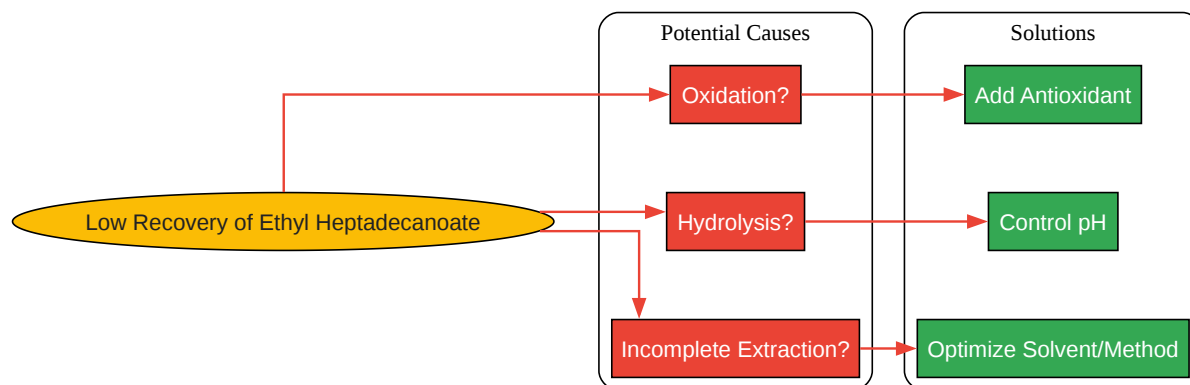 Potential Causes
Solutions
Oxidation?
Add Antioxidant
Low Recovery of Ethyl Heptadecanoate
Hydrolysis?
Control pH
Incomplete Extraction?
Optimize Solvent/Method